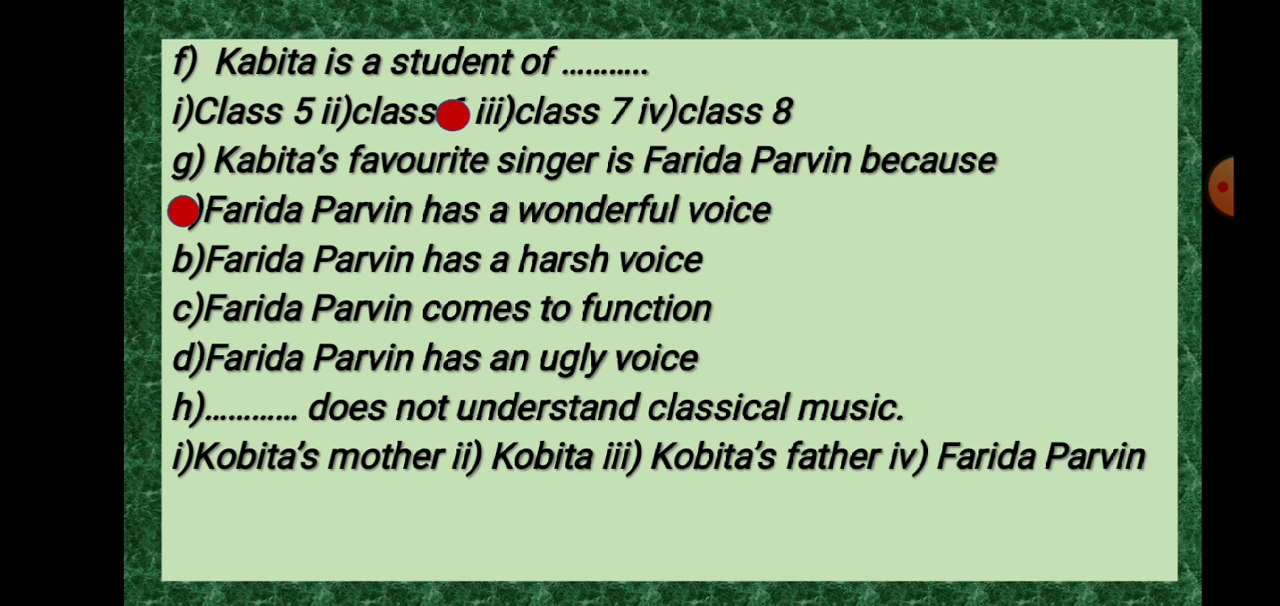 f) Kabita is a student of ………..
i)Class 5 ii)class iii)class 7 iv)class 8
g) Kabita’s favourite singer is Farida Parvin because
)Farida Parvin has a wonderful voice
b)Farida Parvin has a harsh voice
c)Farida Parvin comes to function
d)Farida Parvin has an ugly voice
h)………… does not understand classical music.
i)Kobita’s mother ii) Kobita iii) Kobita’s father iv) Farida Parvin